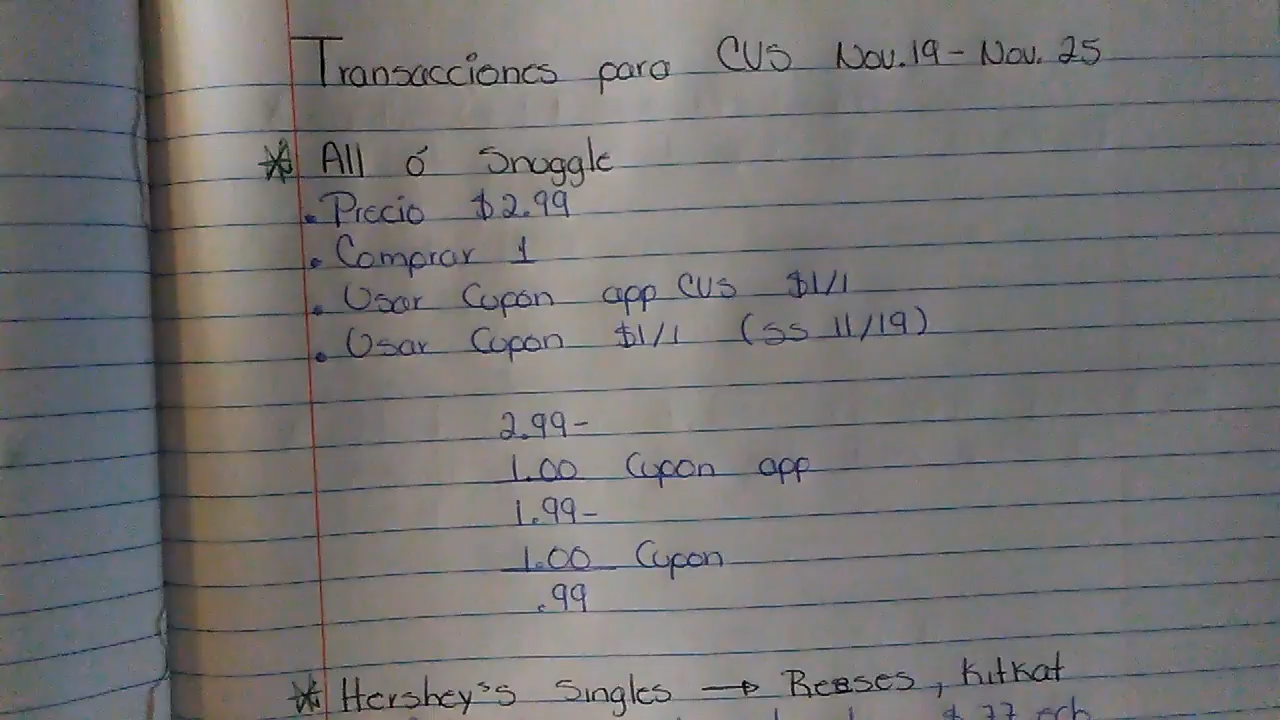 Transacciones para CVS Nov.19 - Nov. 25
* All ó Snuggle
• Precio $2.99
• Comprar 1
• Usar Cupon app CVS $1/1
• Usar Cupon $1/1 (ss 11/19)
2.99-
1.00 Cupon app
1.99-
1.00 Cupon
.99
* Hershey's Singles → Reeses, Kitkat